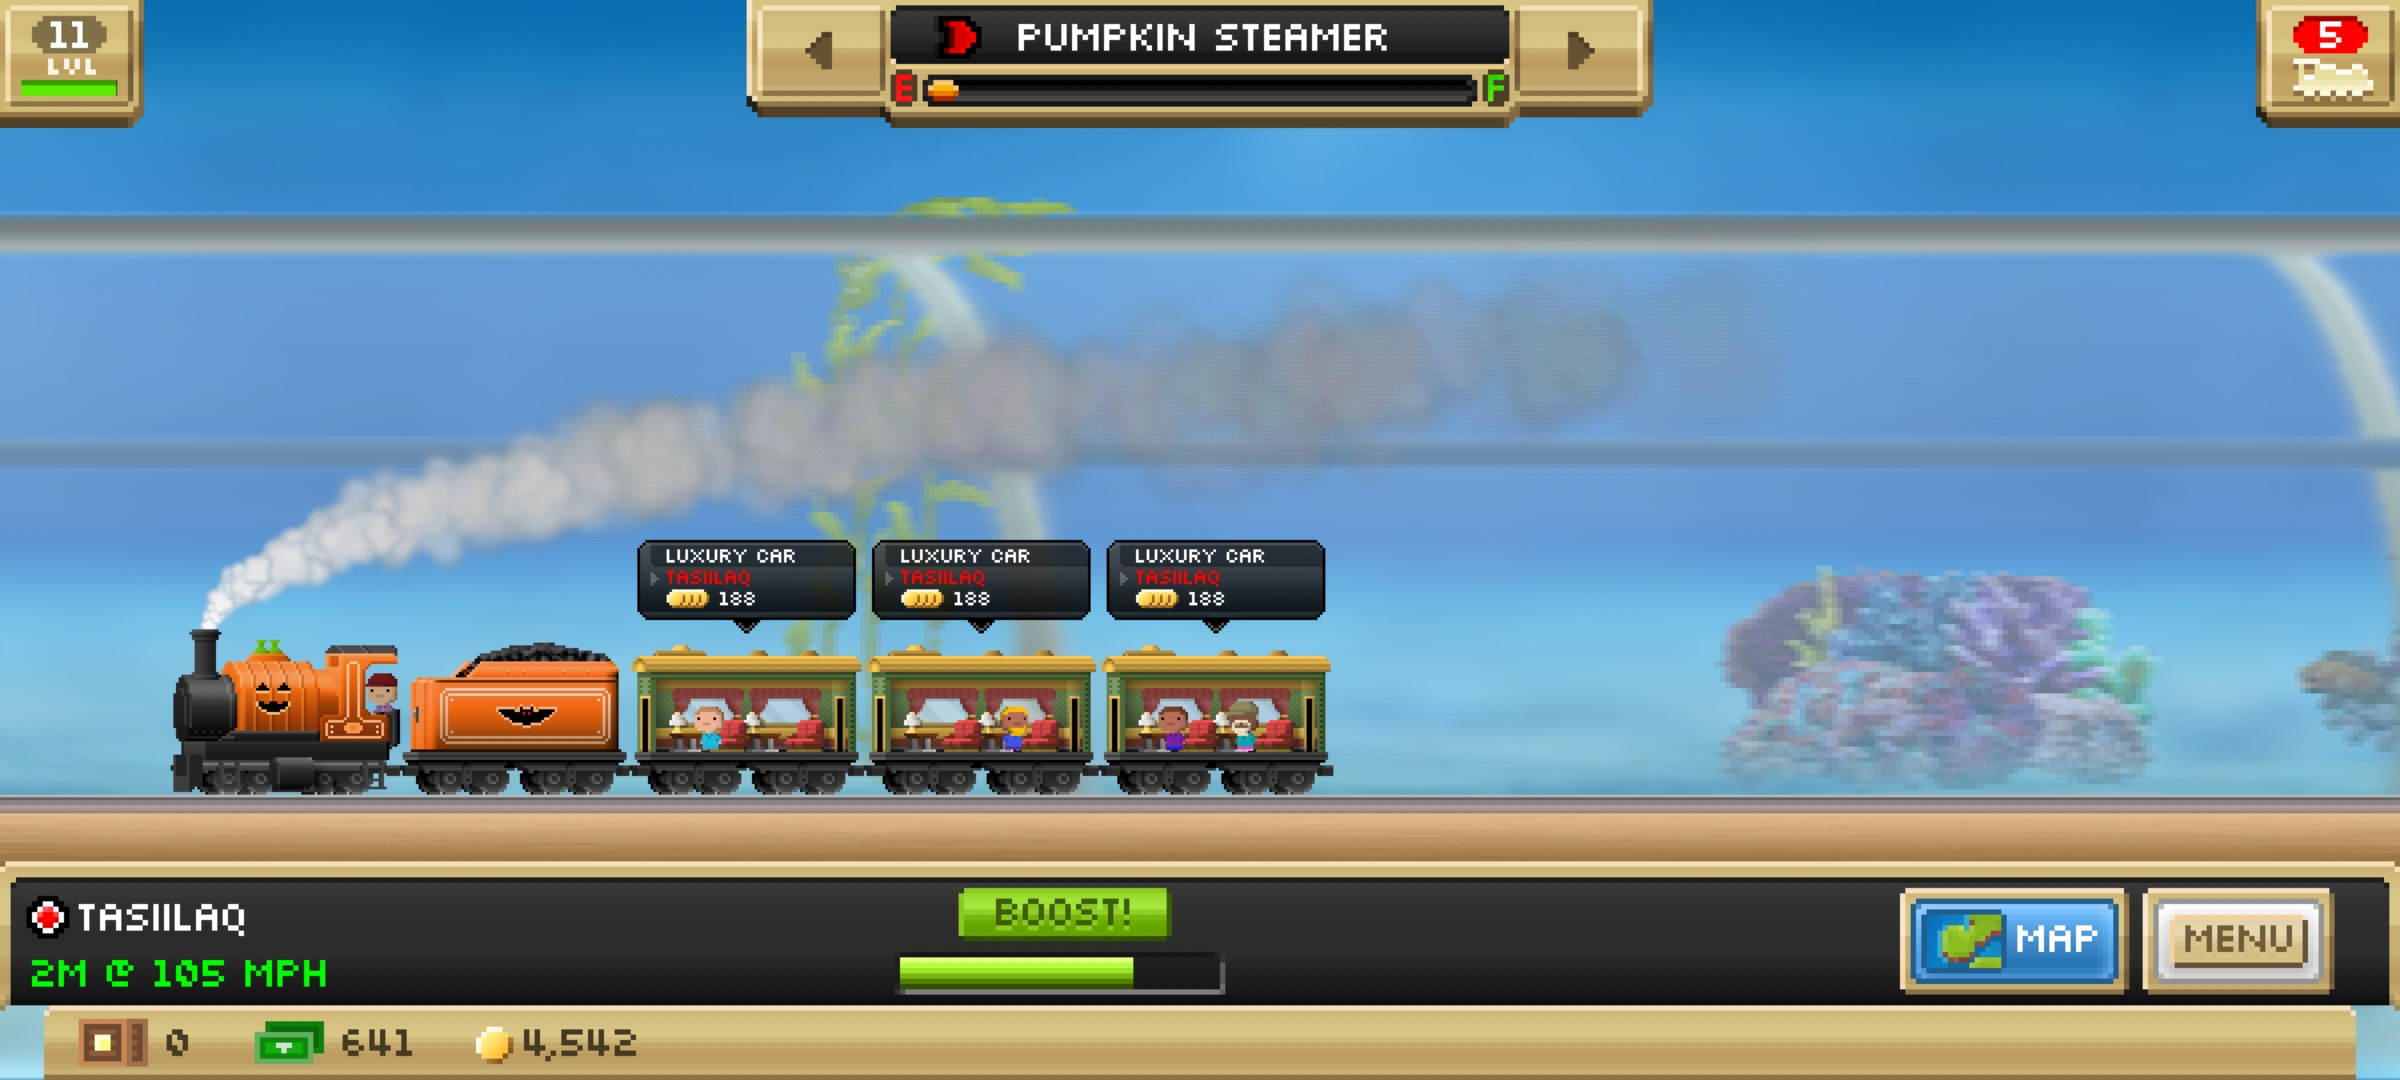 11
LVL
PUMPKIN STEAMER
E F
5
LUXURY CAR
TASIILAQ
188
LUXURY CAR
TASIILAQ
188
LUXURY CAR
TASIILAQ
188
TASIILAQ
2M @ 105 MPH
BOOST!
MAP
MENU
0
641
4,542